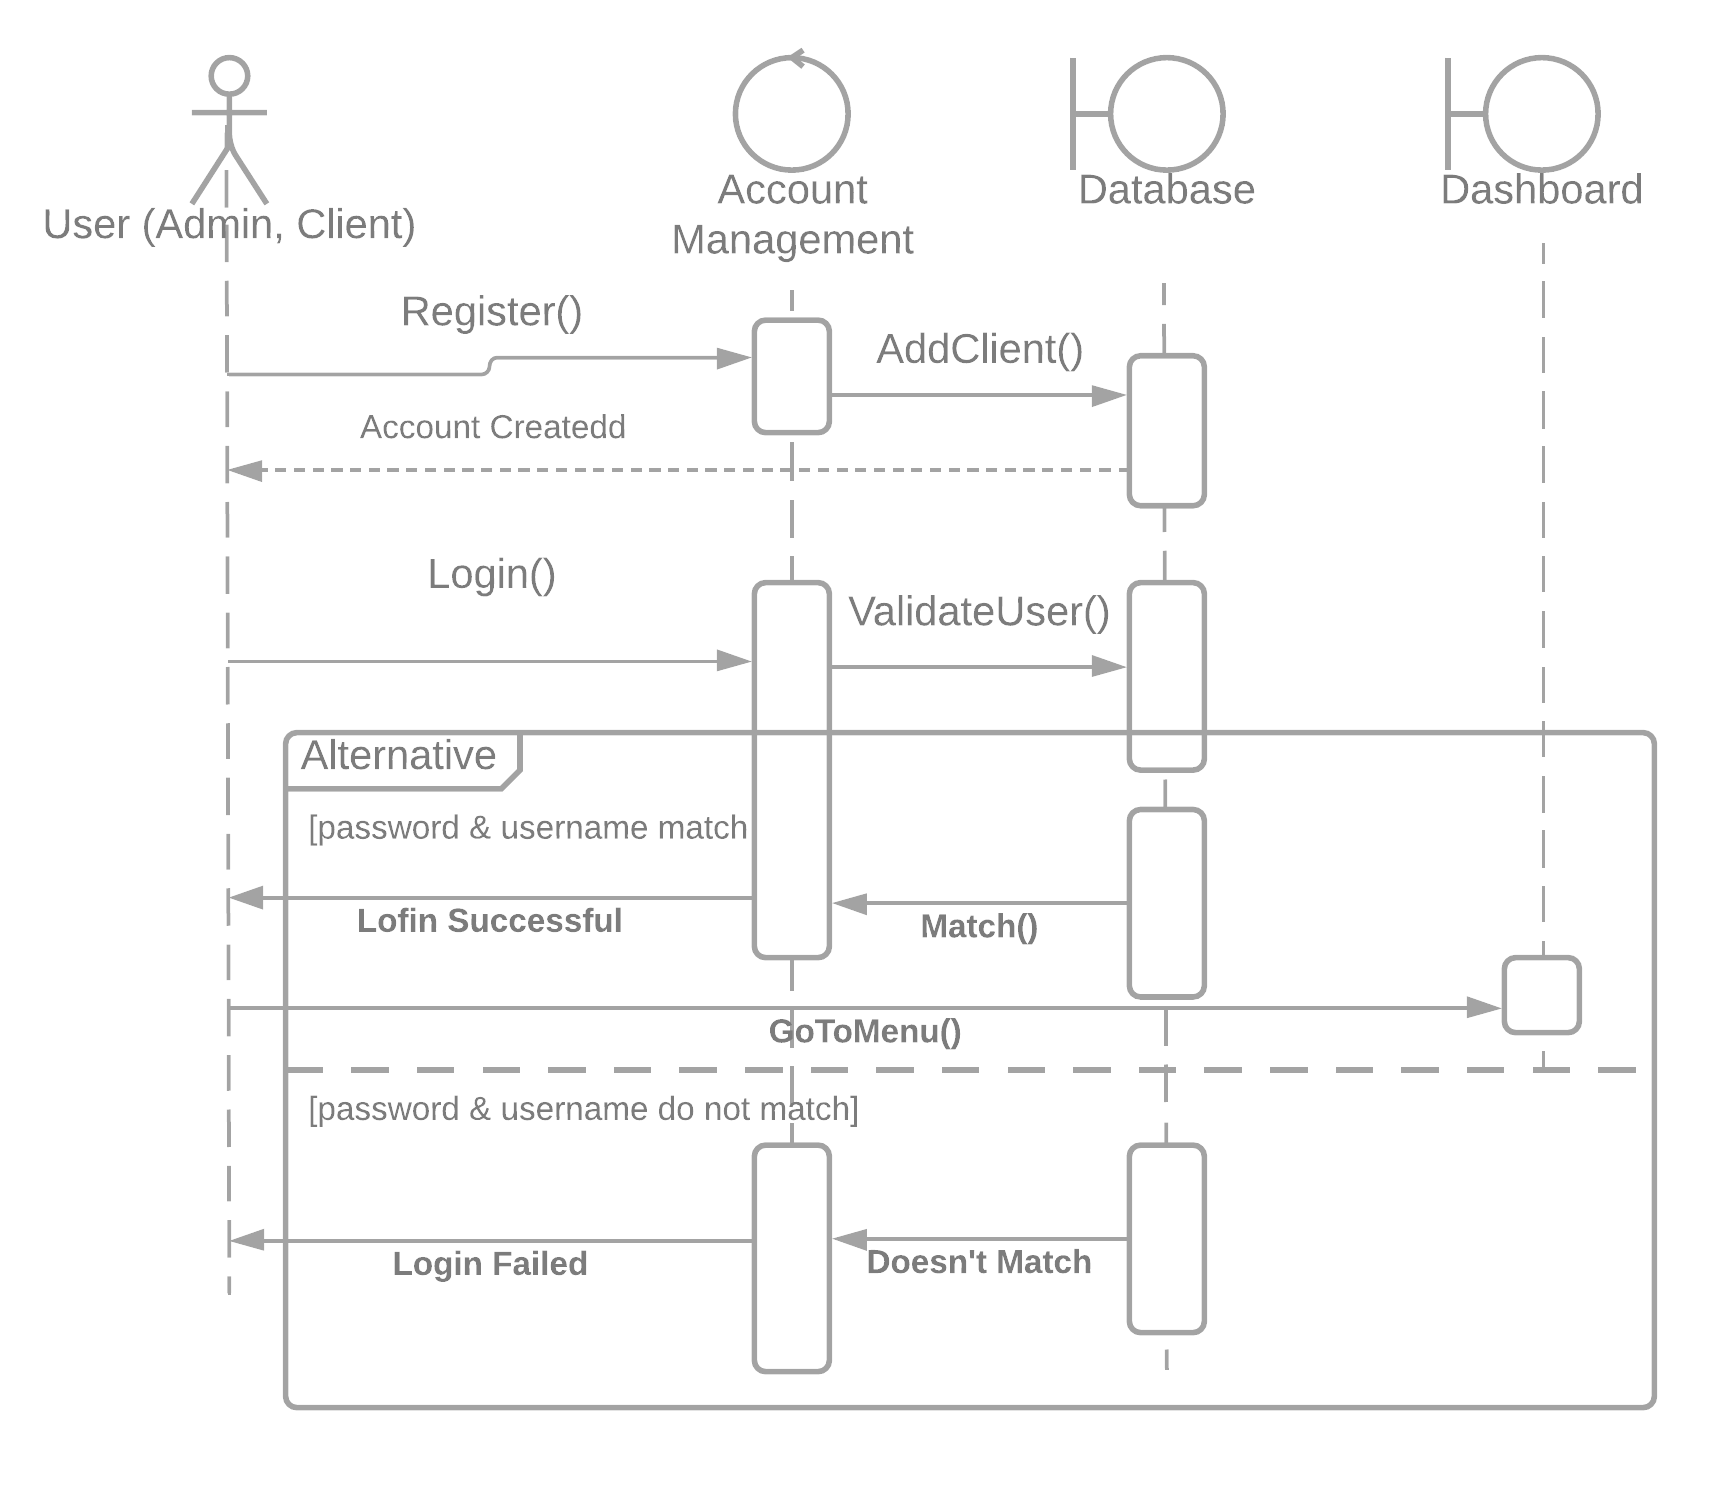 User (Admin, Client)
Account
Management
Database
Dashboard
Register()
AddClient()
Account Createdd
Login()
ValidateUser()
Alternative
[password & username match
Lofin Successful
Match()
GoToMenu()
[password & username do not match]
Login Failed
Doesn't Match